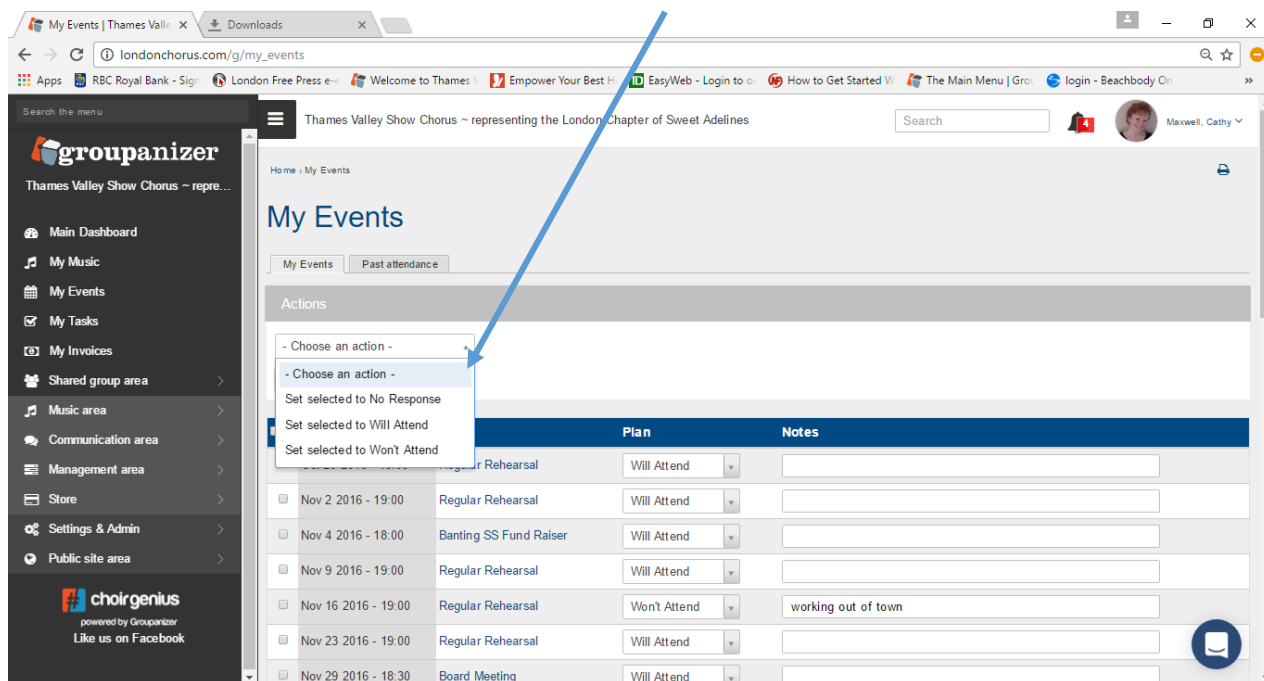 My Events | Thames Valle
Downloads
londonchorus.com/g/my_events
Apps RBC Royal Bank - Sign London Free Press e-e Welcome to Thames V Empower Your Best H EasyWeb - Login to o How to Get Started W The Main Menu | Grou login - Beachbody On »
Search the menu
Thames Valley Show Chorus ~ representing the London Chapter of Sweet Adelines
Search
4
Maxwell, Cathy
groupanizer
Thames Valley Show Chorus ~ repre...
Main Dashboard
My Music
My Events
My Tasks
My Invoices
Shared group area
Music area
Communication area
Management area
Store
Settings & Admin
Public site area
choirgenius
powered by Groupanizer
Like us on Facebook
Home › My Events
My Events
My Events Past attendance
Actions
- Choose an action -
- Choose an action -
Set selected to No Response
Set selected to Will Attend
Set selected to Won't Attend
Plan Notes
Rehearsal Will Attend
Nov 2 2016 - 19:00 Regular Rehearsal Will Attend
Nov 4 2016 - 18:00 Banting SS Fund Raiser Will Attend
Nov 9 2016 - 19:00 Regular Rehearsal Will Attend
Nov 16 2016 - 19:00 Regular Rehearsal Won't Attend working out of town
Nov 23 2016 - 19:00 Regular Rehearsal Will Attend
Nov 29 2016 - 18:30 Board Meeting Will Attend